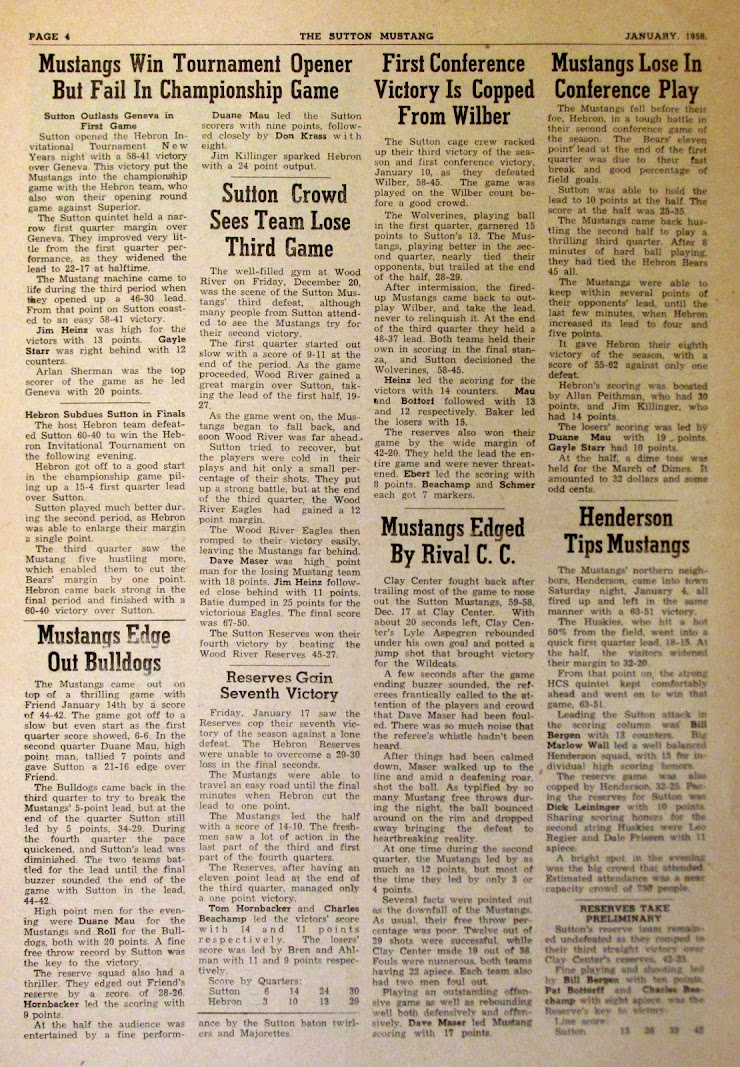 PAGE 4
THE SUTTON MUSTANG
JANUARY, 1958.
Mustangs Win Tournament Opener
But Fail In Championship Game
Sutton Outlasts Geneva in
First Game
Sutton opened the Hebron In-
vitational Tournament New
Years night with a 58-41 victory
over Geneva. This victory put the
Mustangs into the championship
game with the Hebron team, who
also won their opening round
game against Superior.
The Sutton quintet held a nar-
row first quarter margin over
Geneva. They improved very lit-
tle from the first quarter per-
formance, as they widened the
lead to 22-17 at halftime.
The Mustang machine came to
life during the third period when
they opened up a 46-30 lead.
From that point on Sutton coast-
ed to an easy 58-41 victory.
Jim Heinz was high for the
victors with 13 points. Gayle
Starr was right behind with 12
counters.
Arlan Sherman was the top
scorer of the game as he led
Geneva with 20 points.
Hebron Subdues Sutton in Finals
The host Hebron team defeat-
ed Sutton 60-40 to win the Heb-
ron Invitational Tournament on
the following evening.
Hebron got off to a good start
in the championship game pil-
ing up a 15-4 first quarter lead
over Sutton.
Sutton played much better dur-
ing the second period, as Hebron
was able to enlarge their margin
a single point.
The third quarter saw the
Mustang five hustling more,
which enabled them to cut the
Bears' margin by one point.
Hebron came back strong in the
final period and finished with a
60-40 victory over Sutton.
Duane Mau led the Sutton
scorers with nine points, follow-
ed closely by Don Krass with
eight.
Jim Killinger sparked Hebron
with a 24 point output.
Mustangs Edge
Out Bulldogs
The Mustangs came out on
top of a thrilling game with
Friend January 14th by a score
of 44-42. The game got off to a
slow but even start as the first
quarter score showed, 6-6. In the
second quarter Duane Mau, high
point man, tallied 7 points and
gave Sutton a 21-16 edge over
Friend.
The Bulldogs came back in the
third quarter to try to break the
Mustangs' 5-point lead, but at the
end of the quarter Sutton still
led by 5 points, 34-29. During
the fourth quarter the pace
quickened, and Sutton's lead was
diminished. The two teams bat-
tled for the lead until the final
buzzer sounded the end of the
game with Sutton in the lead,
44-42.
High point men for the even-
ing were Duane Mau for the
Mustangs and Roll for the Bull-
dogs, both with 20 points. A fine
free throw record by Sutton was
the key to the victory.
The reserve squad also had a
thriller. They edged out Friend's
reserve by a score of 28-26.
Hornbacker led the scoring with
9 points.
At the half the audience was
entertained by a fine perform-
ance by the Sutton baton twirl-
ers and Majorettes.
Sutton Crowd
Sees Team Lose
Third Game
The well-filled gym at Wood
River on Friday, December 20,
was the scene of the Sutton Mus-
tangs' third defeat, although
many people from Sutton attend-
ed to see the Mustangs try for
their second victory.
The first quarter started out
slow with a score of 9-11 at the
end of the period. As the game
proceeded, Wood River gained a
great margin over Sutton, tak-
ing the lead of the first half, 19-
27.
As the game went on, the Mus-
tangs began to fall back, and
soon Wood River was far ahead.
Sutton tried to recover, but
the players were cold in their
plays and hit only a small per-
centage of their shots. They put
up a strong battle, but at the end
of the third quarter, the Wood
River Eagles had gained a 12
point margin.
The Wood River Eagles then
romped to their victory easily,
leaving the Mustangs far behind.
Dave Maser was high point
man for the losing Mustang team
with 18 points. Jim Heinz follow-
ed close behind with 11 points.
Batie dumped in 25 points for the
victorious Eagles. The final score
was 67-50.
The Sutton Reserves won their
fourth victory by beating the
Wood River Reserves 45-27.
Reserves Gain
Seventh Victory
Friday, January 17 saw the
Reserves cop their seventh vic-
tory of the season against a lone
defeat. The Hebron Reserves
were unable to overcome a 29-30
loss in the final seconds.
The Mustangs were able to
travel an easy road until the final
minutes when Hebron cut the
lead to one point.
The Mustangs led the half
with a score of 14-10. The fresh-
men saw a lot of action in the
last part of the third and first
part of the fourth quarters.
The Reserves, after having an
eleven point lead at the end of
the third quarter, managed only
a one point victory.
Tom Hornbacker and Charles
Beachamp led the victors' score
with 14 and 11 points
respectively. The losers'
score was led by Bren and Ahl-
man with 11 and 9 points respec-
tively.
Score by Quarters:
Sutton 6 14 24 30
Hebron 3 10 13 29
First Conference
Victory Is Copped
From Wilber
The Sutton cage crew racked
up their third victory of the sea-
son and first conference victory,
January 10, as they defeated
Wilber, 58-45. The game was
played on the Wilber court be-
fore a good crowd.
The Wolverines, playing ball
in the first quarter, garnered 15
points to Sutton's 13. The Mus-
tangs, playing better in the sec-
ond quarter, nearly tied their
opponents, but trailed at the end
of the half, 28-29.
After intermission, the fired-
up Mustangs came back to out-
play Wilber, and take the lead,
never to relinquish it. At the end
of the third quarter they held a
48-37 lead. Both teams held their
own in scoring in the final stan-
za, and Sutton decisioned the
Wolverines, 58-45.
Heinz led the scoring for the
victors with 14 counters. Mau
and Bottorf followed with 13
and 12 respectively. Baker led
the losers with 15.
The reserves also won their
game by the wide margin of
42-20. They held the lead the en-
tire game and were never threat-
ened. Ebert led the scoring with
8 points. Beachamp and Schmer
each got 7 markers.
Mustangs Edged
By Rival C. C.
Clay Center fought back after
trailing most of the game to nose
out the Sutton Mustangs, 59-58,
Dec. 17 at Clay Center. With
about 20 seconds left, Clay Cen-
ter's Lyle Aspegren rebounded
under his own goal and potted a
jump shot that brought victory
for the Wildcats.
A few seconds after the game
ending buzzer sounded, the ref-
erees frantically called to the at-
tention of the players and crowd
that Dave Maser had been foul-
ed. There was so much noise that
the referee's whistle hadn't been
heard.
After things had been calmed
down, Maser walked up to the
line and amid a deafening roar
shot the ball. As typified by so
many Mustang free throws dur-
ing the night, the ball bounced
around on the rim and dropped
away bringing the defeat to
heartbreaking reality.
At one time during the second
quarter, the Mustangs led by as
much as 12 points, but most of
the time they led by only 3 or
4 points.
Several facts were pointed out
as the downfall of the Mustangs.
As usual, their free throw per-
centage was poor. Twelve out of
29 shots were successful, while
Clay Center made 19 out of 38.
Fouls were numerous, both teams
having 22 apiece. Each team also
had two men foul out.
Playing an outstanding offen-
sive game as well as rebounding
well both defensively and offen-
sively, Dave Maser led Mustang
scoring with 17 points.
Mustangs Lose In
Conference Play
The Mustangs fell before their
foe, Hebron, in a tough battle in
their second conference game of
the season. The Bears' eleven
point lead at the end of the first
quarter was due to their fast
break and good percentage of
field goals.
Sutton was able to hold the
lead to 10 points at the half. The
score at the half was 25-35.
The Mustangs came back hus-
tling the second half to play a
thrilling third quarter. After 8
minutes of hard ball playing,
they had tied the Hebron Bears
45 all.
The Mustangs were able to
keep within several points of
their opponents' lead, until the
last few minutes, when Hebron
increased its lead to four and
five points.
It gave Hebron their eighth
victory of the season, with a
score of 55-62 against only one
defeat.
Hebron's scoring was boosted
by Allan Peithman, who had 30
points, and Jim Killinger, who
had 14 points.
The losers' scoring was led by
Duane Mau with 19 points.
Gayle Starr had 10 points.
At the half, a dime toss was
held for the March of Dimes. It
amounted to 32 dollars and some
odd cents.
Henderson
Tips Mustangs
The Mustangs' northern neigh-
bors, Henderson, came into town
Saturday night, January 4, all
fired up and left in the same
manner with a 63-51 victory.
The Huskies, who hit a hot
50% from the field, went into a
quick first quarter lead, 18-15. At
the half, the visitors widened
their margin to 32-20.
From that point on, the strong
HCS quintet kept comfortably
ahead and went on to win that
game, 63-51.
Leading the Sutton attack in
the scoring column was Bill
Bergen with 13 counters. Big
Marlow Wall led a well balanced
Henderson squad, with 15 for in-
dividual high scoring honors.
The reserve game was also
copped by Henderson, 32-25. Pac-
ing the reserves for Sutton was
Dick Leininger with 10 points.
Sharing scoring honors for the
second string Huskies were Leo
Regier and Dale Friesen with 11
apiece.
A bright spot in the evening
was the big crowd that attended.
Estimated attendance was a near
capacity crowd of 750 people.
RESERVES TAKE
PRELIMINARY
Sutton's reserve team remain-
ed undefeated as they romped to
their third straight victory over
Clay Center's reserves, 42-23.
Fine playing and shooting led
by Bill Bergen with ten points,
Pat Bottorff and Charles Bea-
champ with eight apiece, was the
Reserve's key to victory.
Line score:
Sutton 13 26 33 42